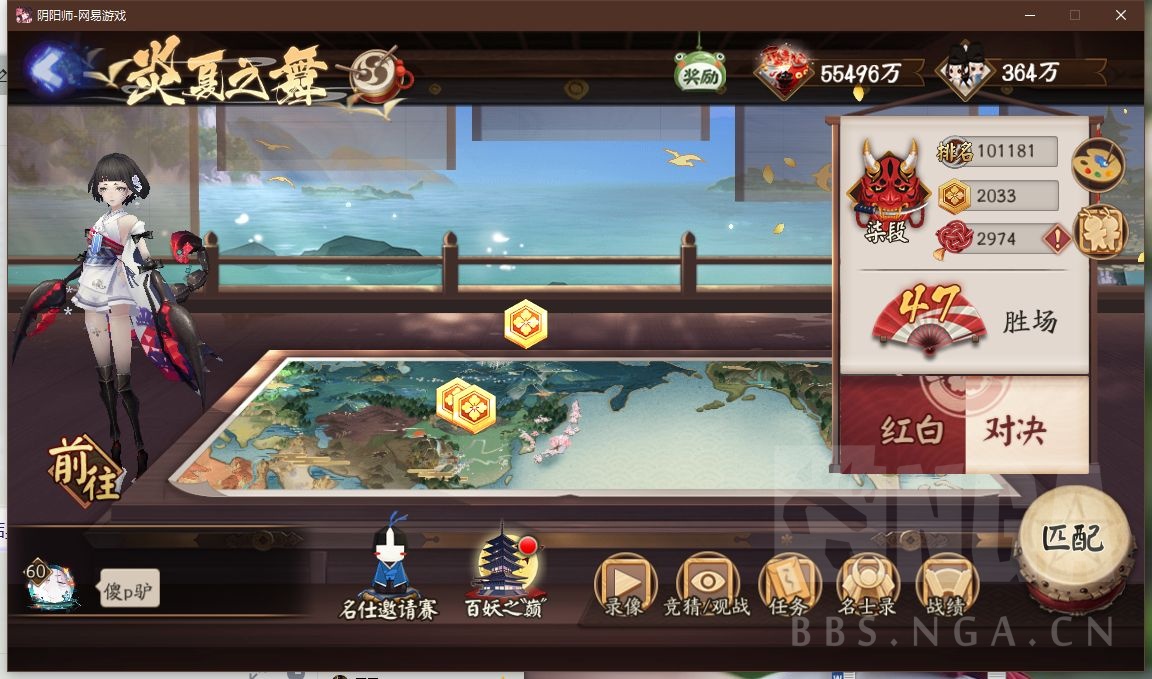 阴阳师-网易游戏
炎夏之舞
奖励
55496万
364万
排名
101181
2033
柒段
2974
47
胜场
红白
对决
前往
匹配
60
傻p驴
名仕邀请赛
百妖之巅
录像
竞猜/观战
任务
名士录
战绩
NGA
BBS.NGA.CN